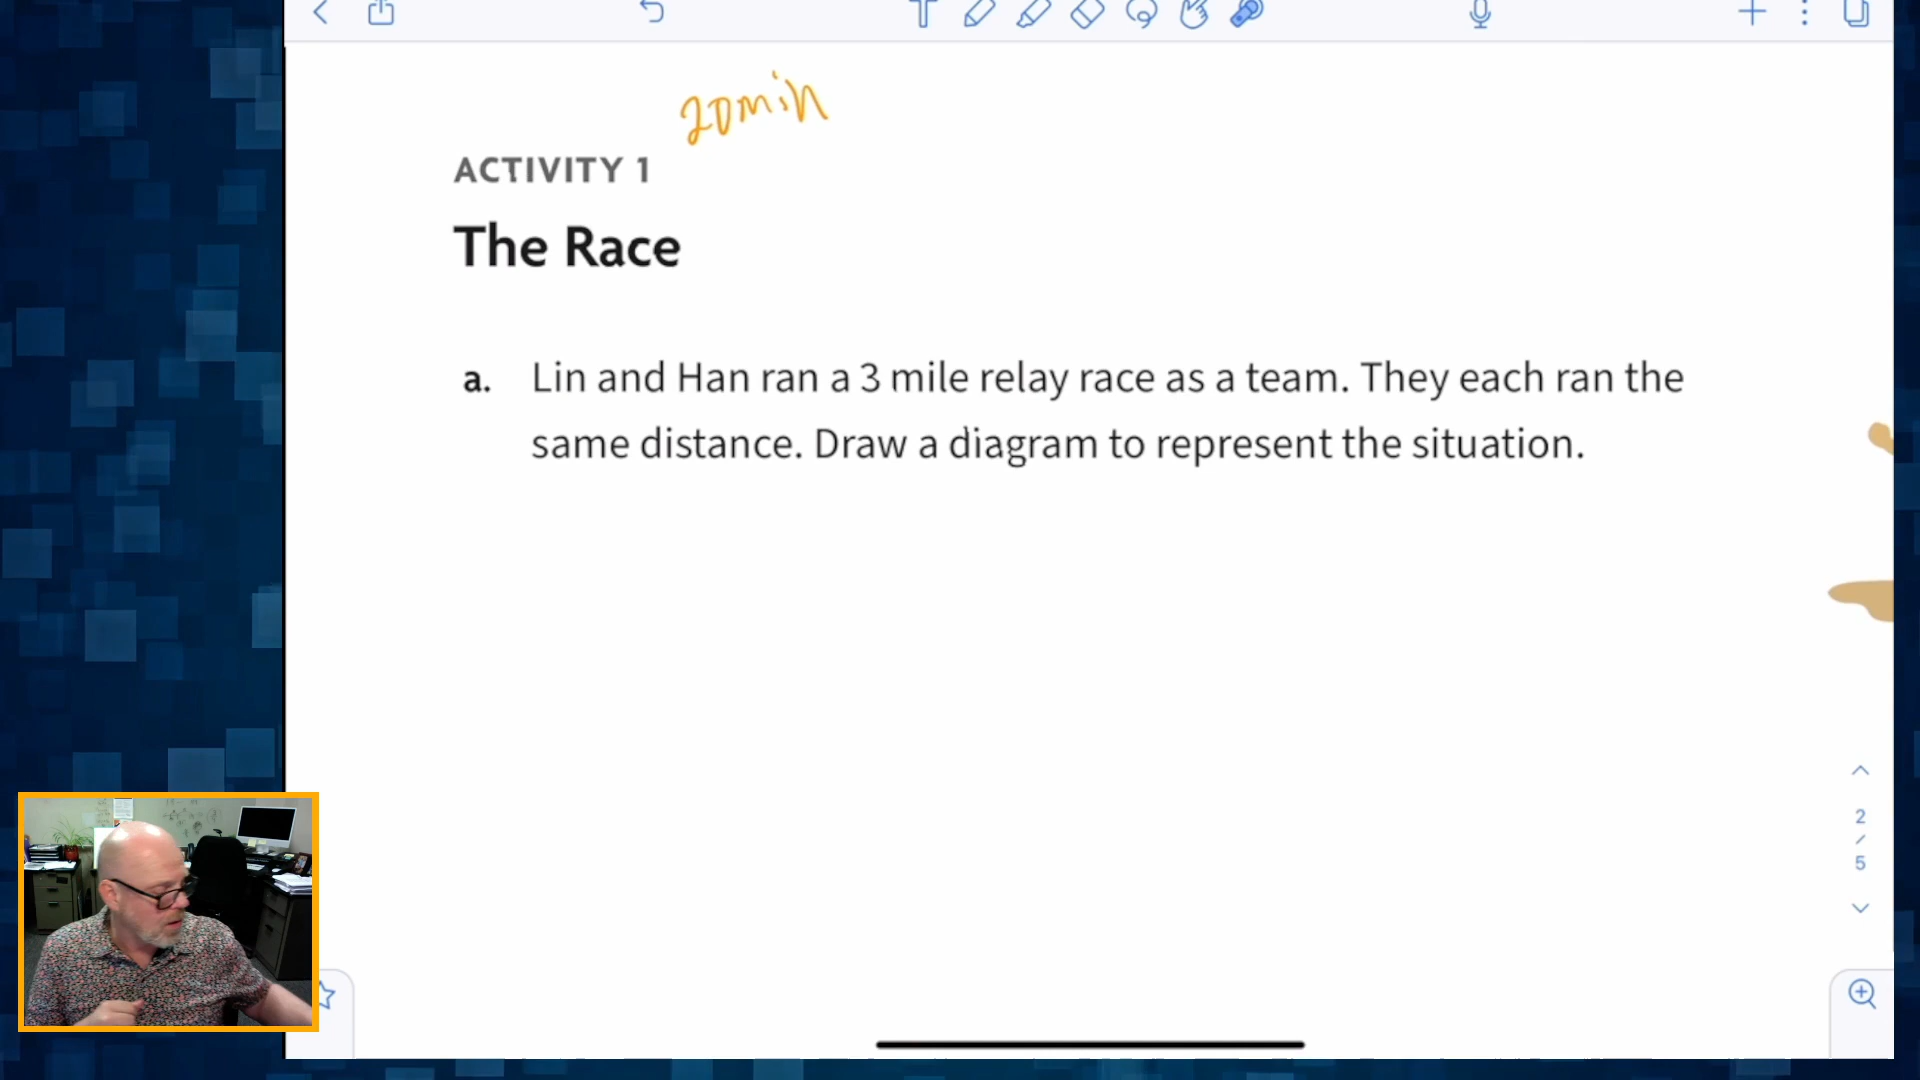 20min
ACTIVITY 1
The Race
a. Lin and Han ran a 3 mile relay race as a team. They each ran the
same distance. Draw a diagram to represent the situation.
2
/
5